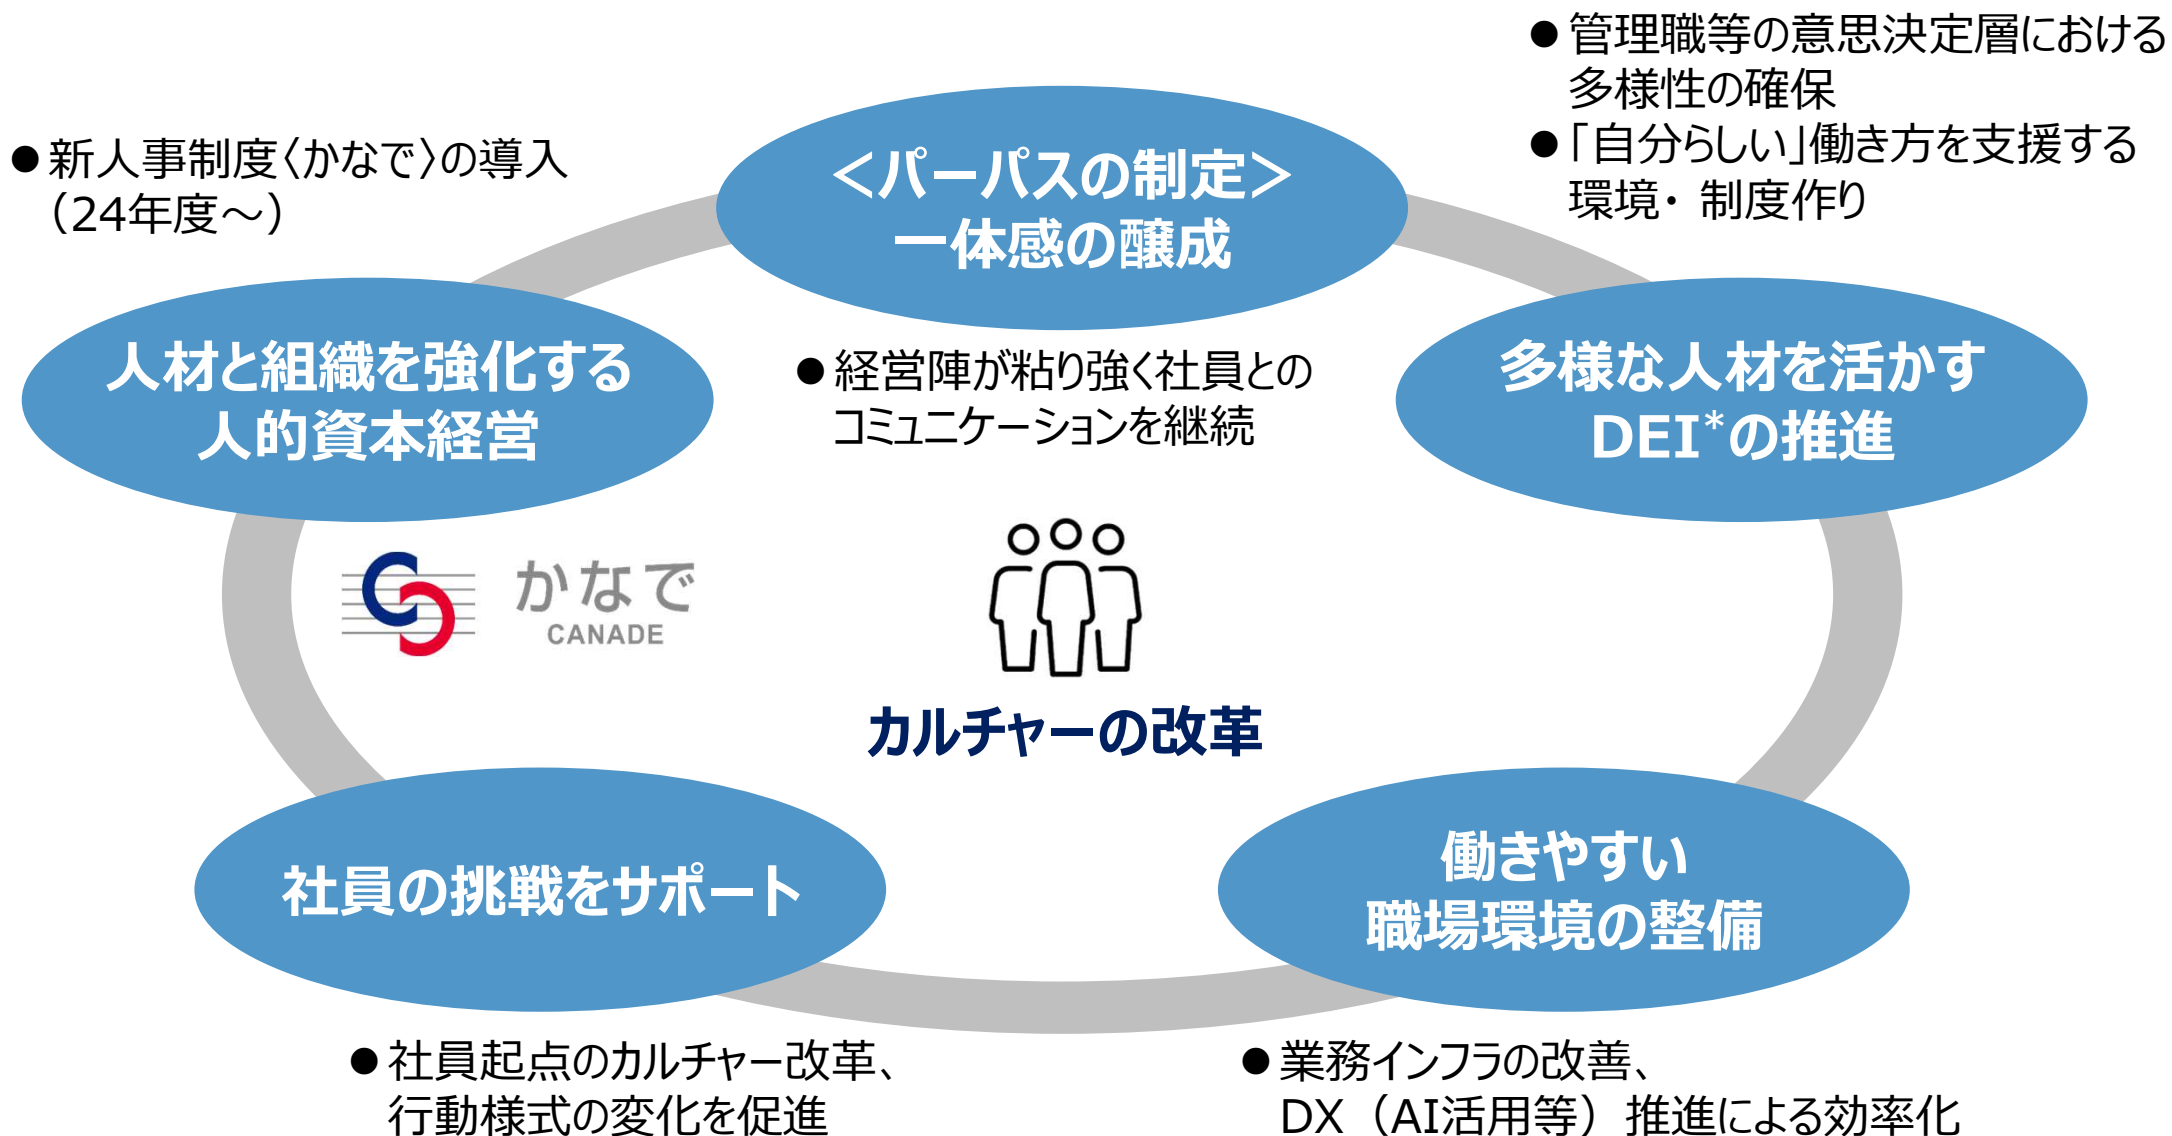 ●新人事制度〈かなで〉の導入
（24年度～）
＜パーパスの制定＞
一体感の醸成
●管理職等の意思決定層における
多様性の確保
●「自分らしい」働き方を支援する
環境・ 制度作り
人材と組織を強化する
人的資本経営
●経営陣が粘り強く社員との
コミュニケーションを継続
多様な人材を活かす
DEI*の推進
かなで
CANADE
カルチャーの改革
社員の挑戦をサポート
働きやすい
職場環境の整備
●社員起点のカルチャー改革、
行動様式の変化を促進
●業務インフラの改善、
DX（AI活用等）推進による効率化